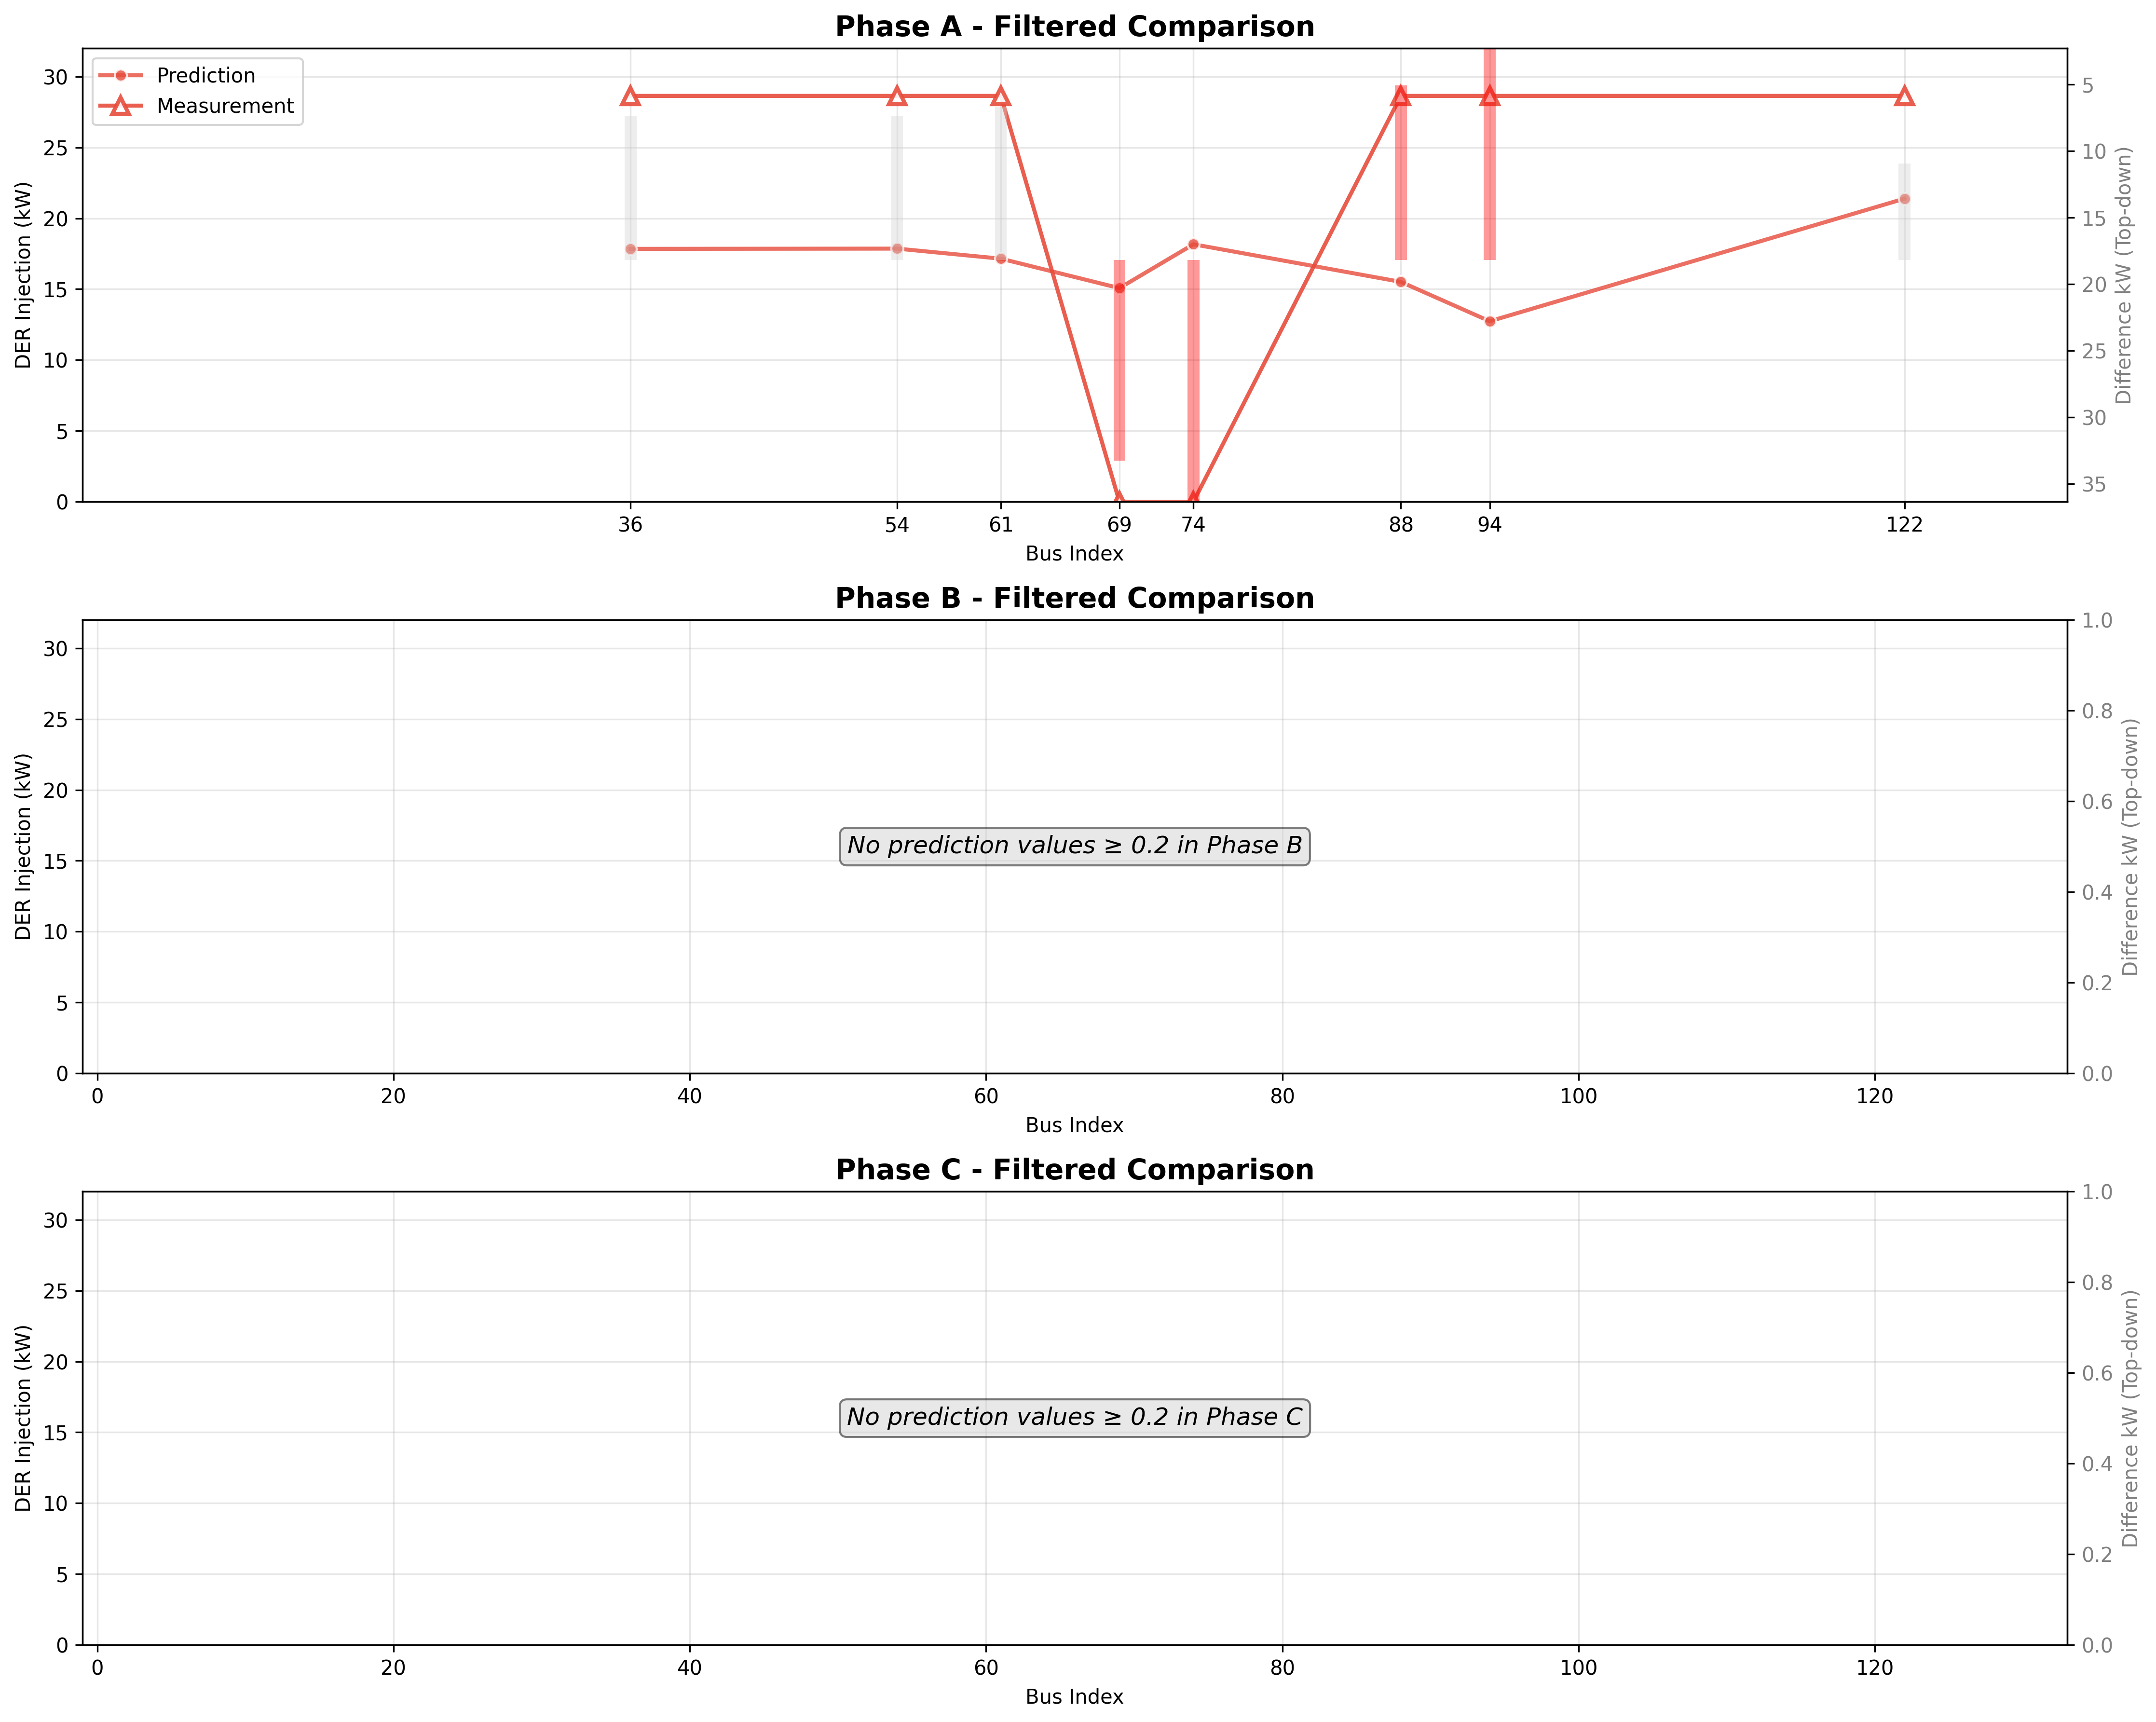 Phase A - Filtered Comparison
Prediction
Measurement
DER Injection (kW)
30
25
20
15
10
5
0
5
10
15
20
25
30
35
Difference kW (Top-down)
36 54 61 69 74 88 94 122
Bus Index
Phase B - Filtered Comparison
DER Injection (kW)
30
25
20
15
10
5
0
No prediction values ≥ 0.2 in Phase B
1.0
0.8
0.6
0.4
0.2
0.0
Difference kW (Top-down)
0 20 40 60 80 100 120
Bus Index
Phase C - Filtered Comparison
DER Injection (kW)
30
25
20
15
10
5
0
No prediction values ≥ 0.2 in Phase C
1.0
0.8
0.6
0.4
0.2
0.0
Difference kW (Top-down)
0 20 40 60 80 100 120
Bus Index